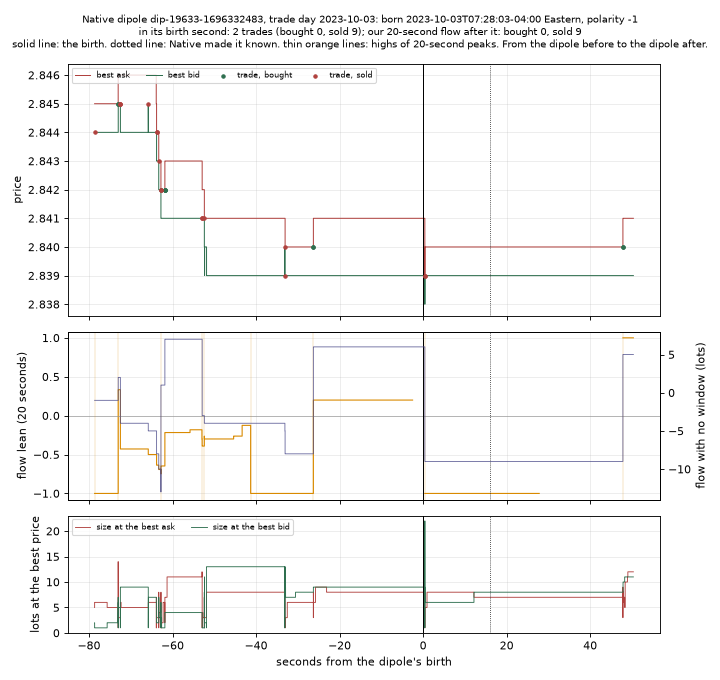 Native dipole dip-19633-1696332483, trade day 2023-10-03: born 2023-10-03T07:28:03-04:00 Eastern, polarity -1
in its birth second: 2 trades (bought 0, sold 9); our 20-second flow after it: bought 0, sold 9
solid line: the birth. dotted line: Native made it known. thin orange lines: highs of 20-second peaks. From the dipole before to the dipole after.
best ask
best bid
trade, bought
trade, sold
2.846
2.845
2.844
2.843
2.842
2.841
2.840
2.839
2.838
price
1.0
0.5
0.0
−0.5
−1.0
flow lean (20 seconds)
5
0
−5
−10
flow with no window (lots)
size at the best ask
size at the best bid
20
15
10
5
0
lots at the best price
−80
−60
−40
−20
0
20
40
seconds from the dipole's birth